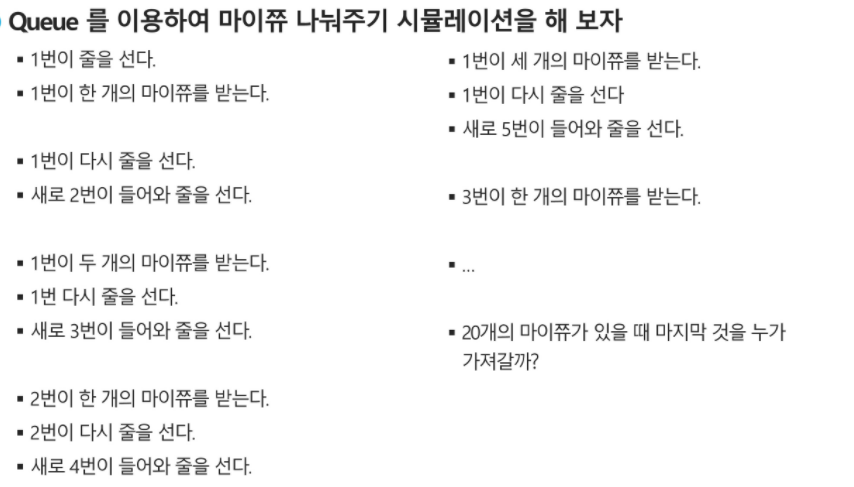 Queue 를 이용하여 마이쮸 나눠주기 시뮬레이션을 해 보자
▪ 1번이 줄을 선다.
▪ 1번이 한 개의 마이쮸를 받는다.
▪ 1번이 다시 줄을 선다.
▪ 새로 2번이 들어와 줄을 선다.
▪ 1번이 두 개의 마이쮸를 받는다.
▪ 1번 다시 줄을 선다.
▪ 새로 3번이 들어와 줄을 선다.
▪ 2번이 한 개의 마이쮸를 받는다.
▪ 2번이 다시 줄을 선다.
▪ 새로 4번이 들어와 줄을 선다.
▪ 1번이 세 개의 마이쮸를 받는다.
▪ 1번이 다시 줄을 선다
▪ 새로 5번이 들어와 줄을 선다.
▪ 3번이 한 개의 마이쮸를 받는다.
▪ ...
▪ 20개의 마이쮸가 있을 때 마지막 것을 누가
가져갈까?